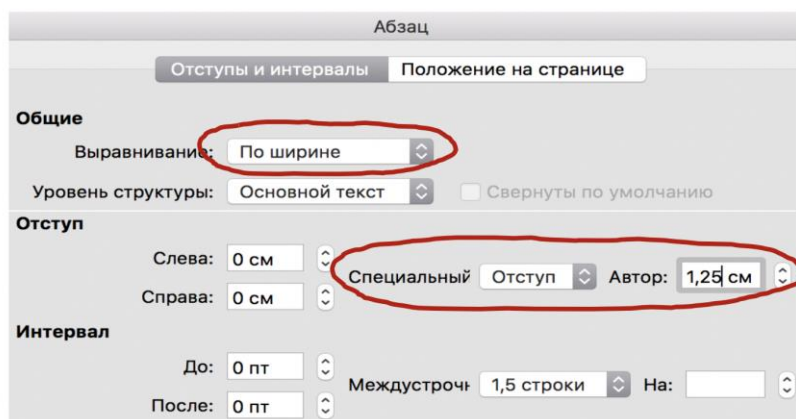 Абзац
Отступы и интервалы Положение на странице
Общие
Выравнивание: По ширине
Уровень структуры: Основной текст Свернуты по умолчанию
Отступ
Слева: 0 см
Специальный Отступ Автор: 1,25 см
Справа: 0 см
Интервал
До: 0 пт
Междустрочн 1,5 строки На:
После: 0 пт